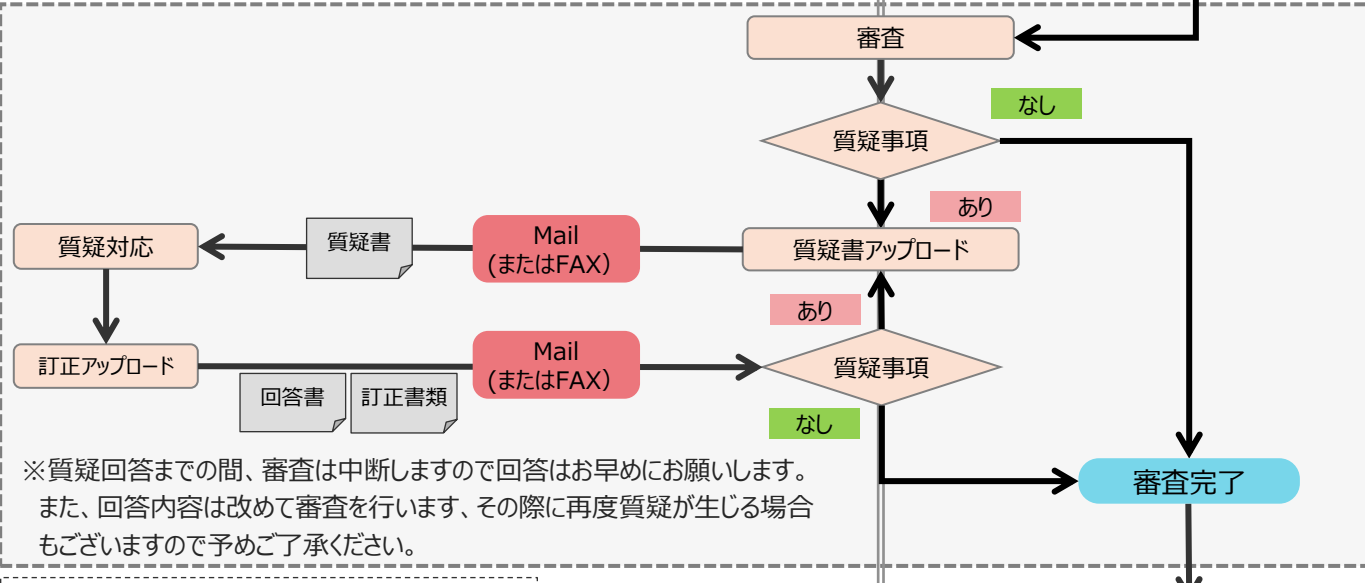 審査
なし
質疑事項
あり
質疑対応
質疑書
Mail
(またはFAX)
質疑書アップロード
あり
訂正アップロード
Mail
(またはFAX)
質疑事項
回答書
訂正書類
なし
※質疑回答までの間、審査は中断しますので回答はお早めにお願いします。
また、回答内容は改めて審査を行います、その際に再度質疑が生じる場合
もございますので予めご了承ください。
審査完了